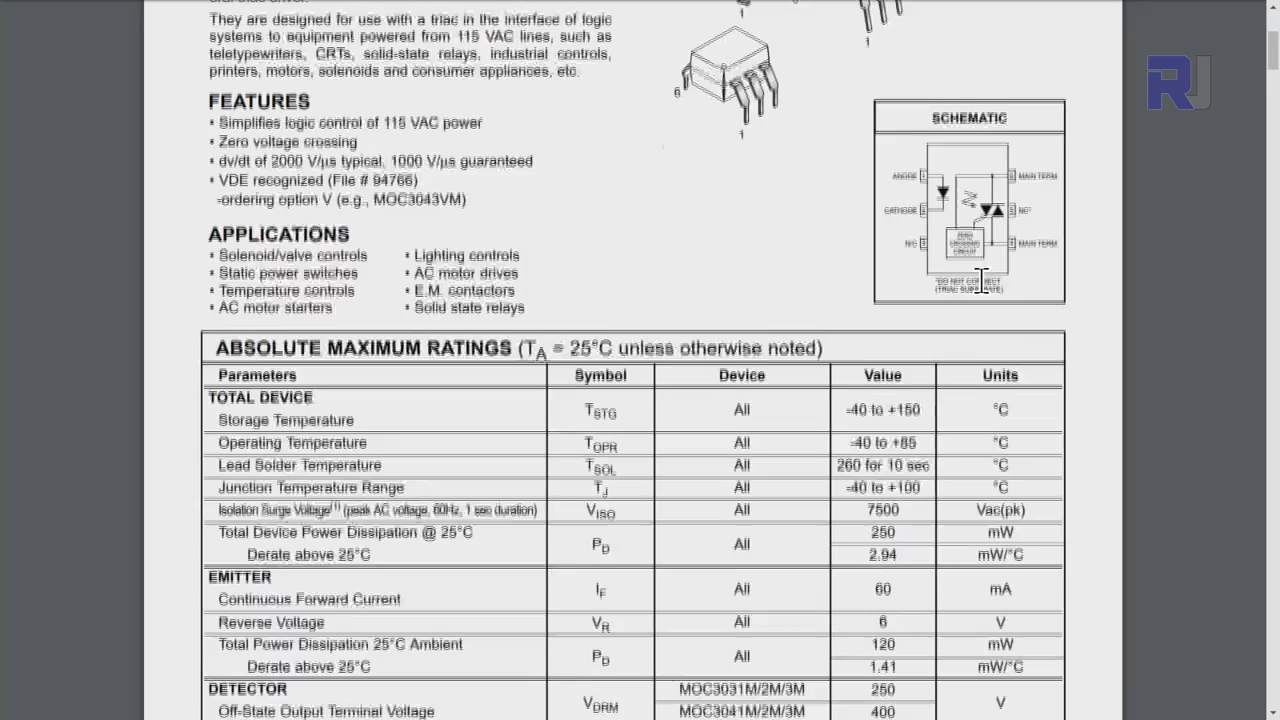 They are designed for use with a triac in the interface of logic
systems to equipment powered from 115 VAC lines, such as
teletypewriters, CRTs, solid-state relays, industrial controls,
printers, motors, solenoids and consumer appliances, etc.
6
1
1
RJ
FEATURES
• Simplifies logic control of 115 VAC power
• Zero voltage crossing
• dv/dt of 2000 V/µs typical, 1000 V/µs guaranteed
• VDE recognized (File # 94766)
-ordering option V (e.g., MOC3043VM)
SCHEMATIC
ANODE MAIN TERM
CATHODE NC*
N/C MAIN TERM
ZERO
CROSSING
CIRCUIT
*DO NOT CONNECT
(TRIAC SUBSTRATE)
APPLICATIONS
• Solenoid/valve controls • Lighting controls
• Static power switches • AC motor drives
• Temperature controls • E.M. contactors
• AC motor starters • Solid state relays
ABSOLUTE MAXIMUM RATINGS (TA = 25°C unless otherwise noted)
Parameters Symbol Device Value Units
TOTAL DEVICE
Storage Temperature TSTG All -40 to +150 °C
Operating Temperature TOPR All -40 to +85 °C
Lead Solder Temperature TSOL All 260 for 10 sec °C
Junction Temperature Range TJ All -40 to +100 °C
Isolation Surge Voltage(1) (peak AC voltage, 60Hz, 1 sec duration) VISO All 7500 Vac(pk)
Total Device Power Dissipation @ 25°C PD All 250 mW
Derate above 25°C 2.94 mW/°C
EMITTER
Continuous Forward Current IF All 60 mA
Reverse Voltage VR All 6 V
Total Power Dissipation 25°C Ambient PD All 120 mW
Derate above 25°C 1.41 mW/°C
DETECTOR
Off-State Output Terminal Voltage VDRM MOC3031M/2M/3M 250 V
MOC3041M/2M/3M 400